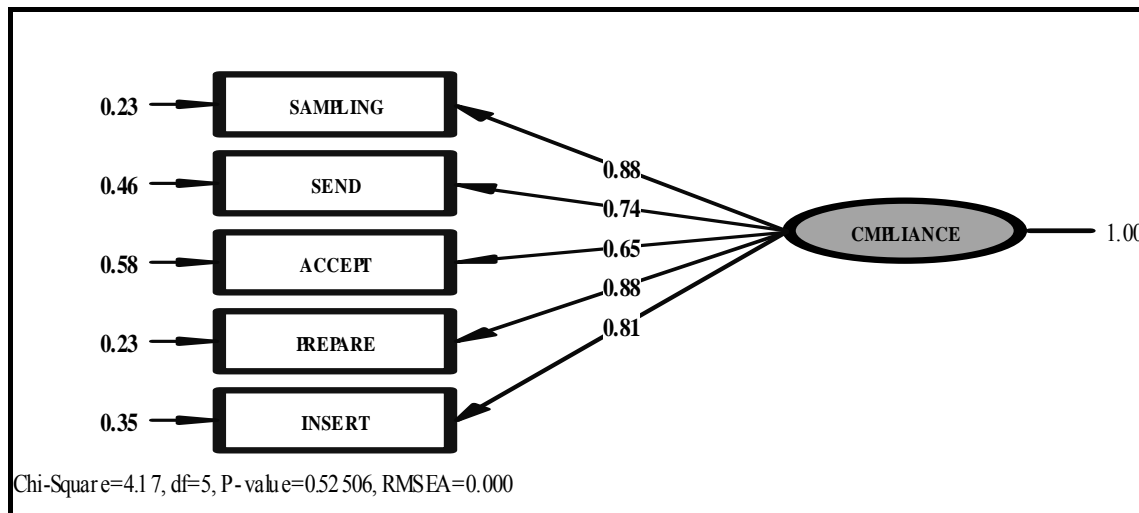 0.23 SAMPLING
0.88
0.46 SEND
0.74
CMPLIANCE 1.00
0.58 ACCEPT
0.65
0.88
0.23 PREPARE
0.81
0.35 INSERT
Chi-Square=4.17, df=5, P-value=0.52506, RMSEA=0.000